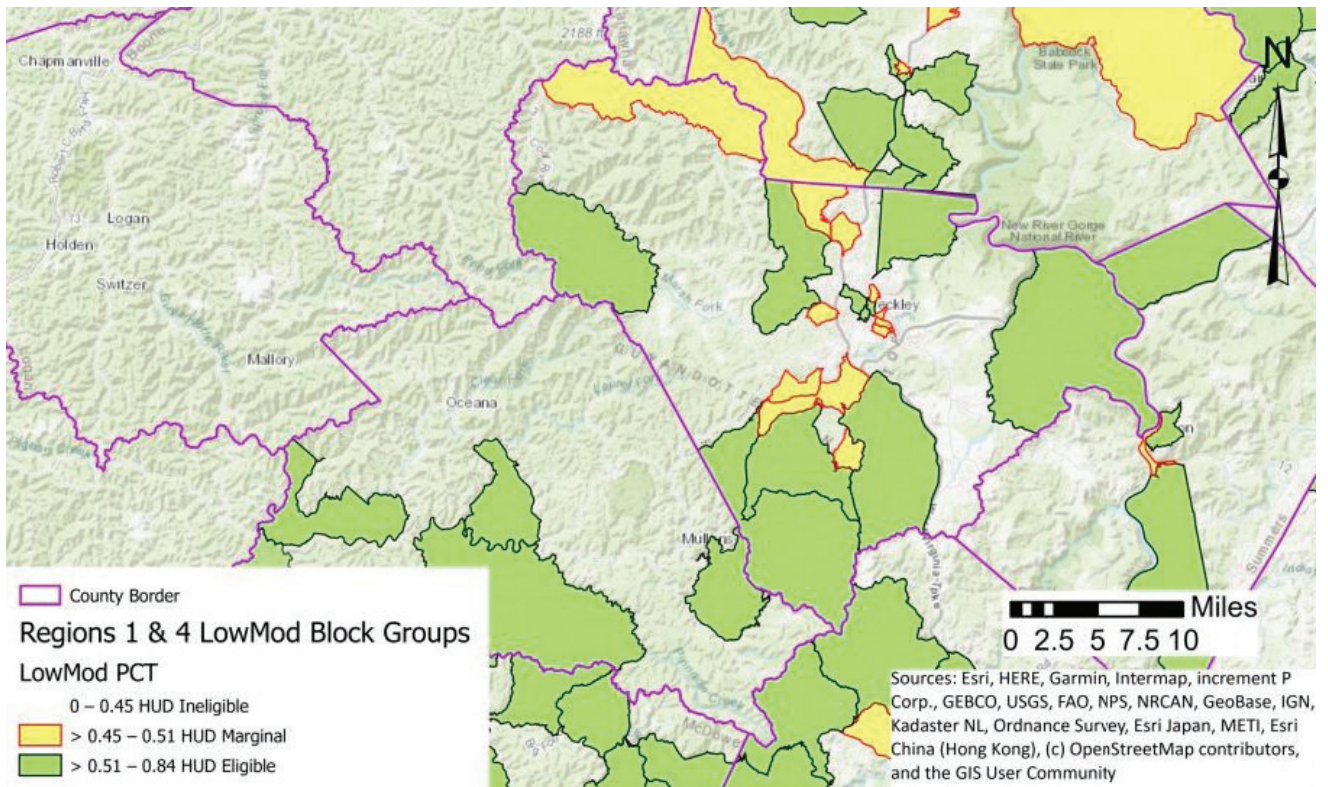 Chapmanville
Boone
2188 ft
Babcock
State Park
N
Logan
Holden
Switzer
Mallory
Oceana
Marsh Fork
New River Gorge
National River
eckley
GUYANDOT
Mullens
12
Summers
County Border
Regions 1 & 4 LowMod Block Groups
LowMod PCT
0 – 0.45 HUD Ineligible
> 0.45 – 0.51 HUD Marginal
> 0.51 – 0.84 HUD Eligible
Miles
0 2.5 5 7.5 10
Sources: Esri, HERE, Garmin, Intermap, increment P
Corp., GEBCO, USGS, FAO, NPS, NRCAN, GeoBase, IGN,
Kadaster NL, Ordnance Survey, Esri Japan, METI, Esri
China (Hong Kong), (c) OpenStreetMap contributors,
and the GIS User Community